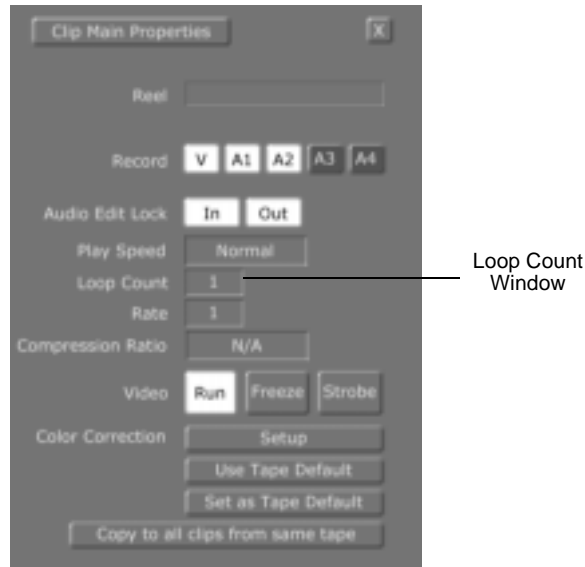 Clip Main Properties X
Reel
Record V A1 A2 A3 A4
Audio Edit Lock In Out
Play Speed Normal
Loop Count 1
Loop Count
Window
Rate 1
Compression Ratio N/A
Video Run Freeze Strobe
Color Correction Setup
Use Tape Default
Set as Tape Default
Copy to all clips from same tape